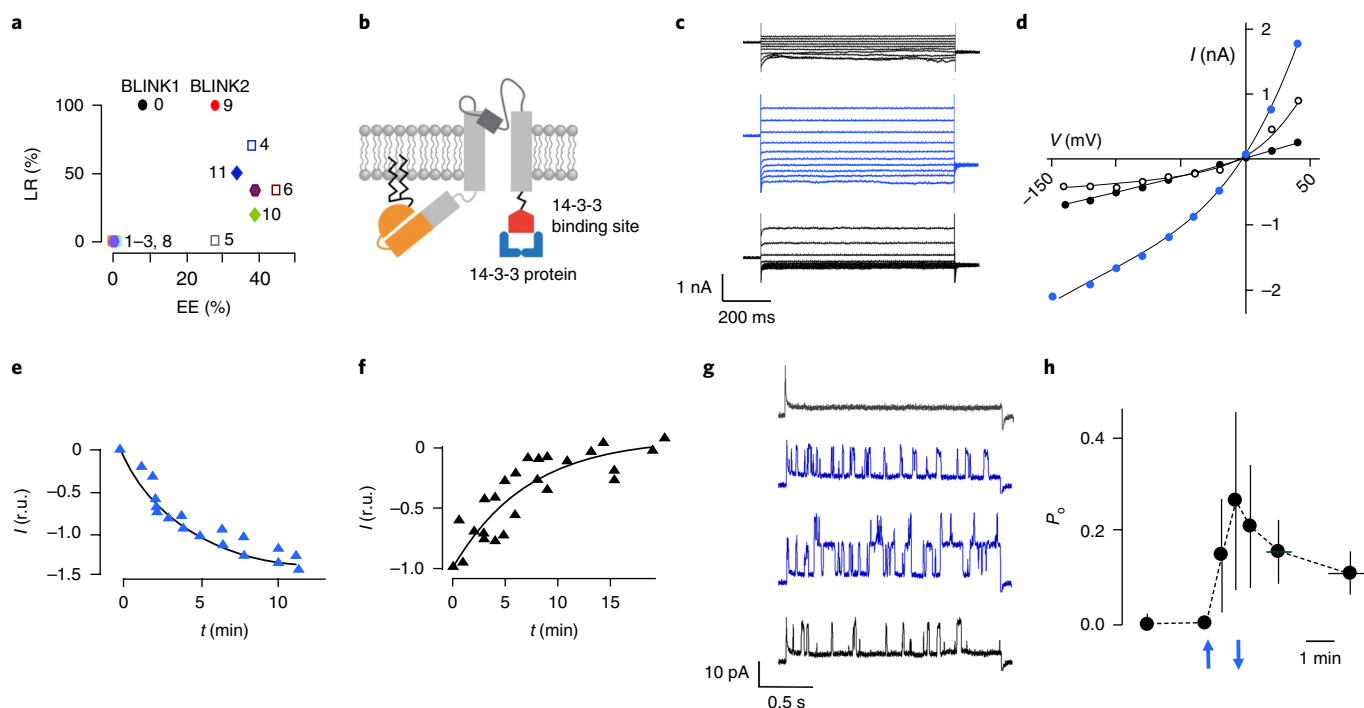 a
BLINK1
BLINK2
100
0
9
4
LR (%)
50
11
6
10
0
1–3, 8
5
0
20
40
EE (%)
b
14-3-3
binding site
14-3-3 protein
c
1 nA
200 ms
d
I (nA)
2
1
V (mV)
−150
50
−1
−2
e
0
−0.5
−1.0
−1.5
I (r.u.)
0
5
10
t (min)
f
0
−0.5
−1.0
I (r.u.)
0
5
10
15
t (min)
g
10 pA
0.5 s
h
0.4
0.2
0.0
Po
1 min